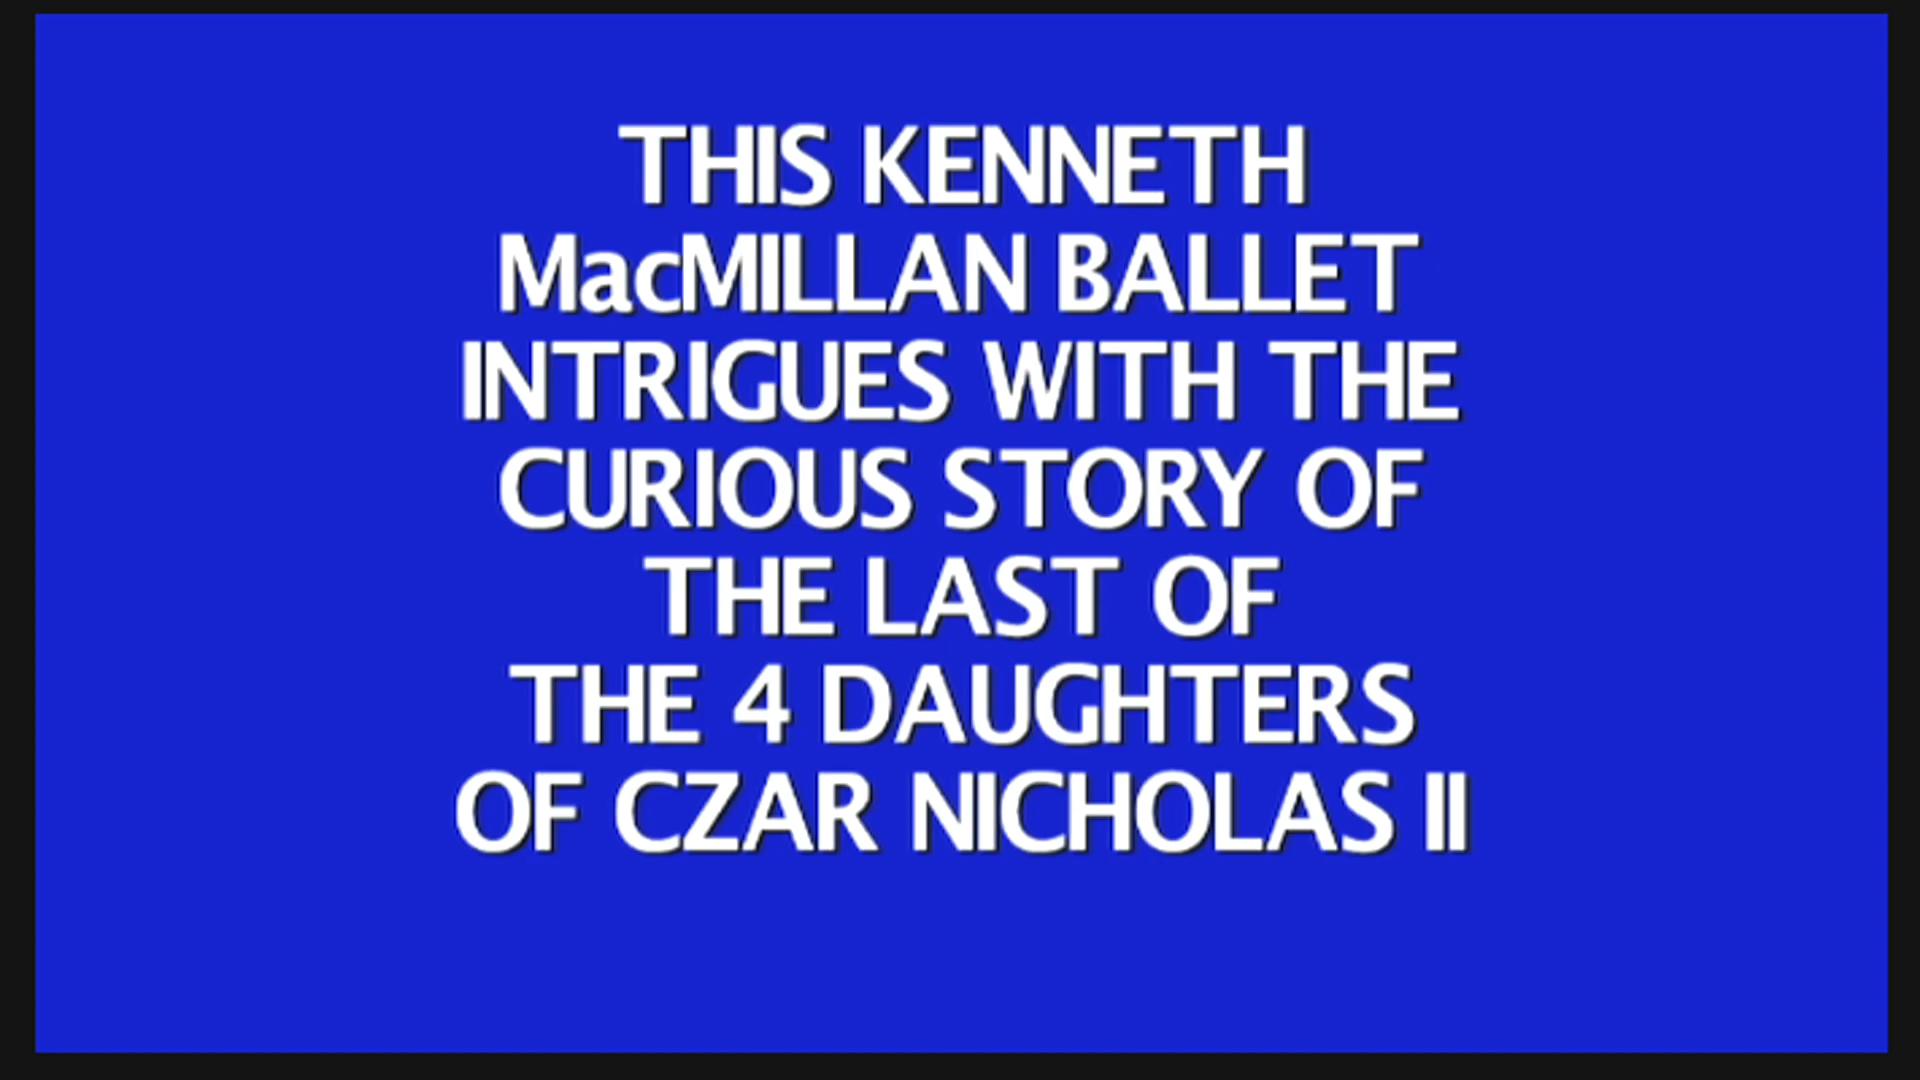 THIS KENNETH
MacMILLAN BALLET
INTRIGUES WITH THE
CURIOUS STORY OF
THE LAST OF
THE 4 DAUGHTERS
OF CZAR NICHOLAS II